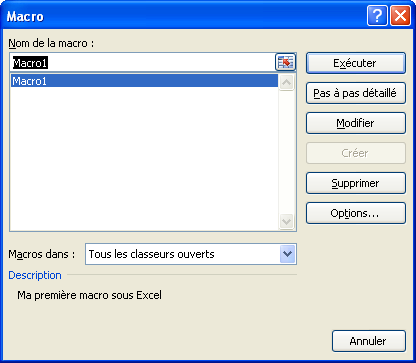 Macro
Nom de la macro :
Macro1
Macro1
Exécuter
Pas à pas détaillé
Modifier
Créer
Supprimer
Options...
Macros dans : Tous les classeurs ouverts
Description
Ma première macro sous Excel
Annuler